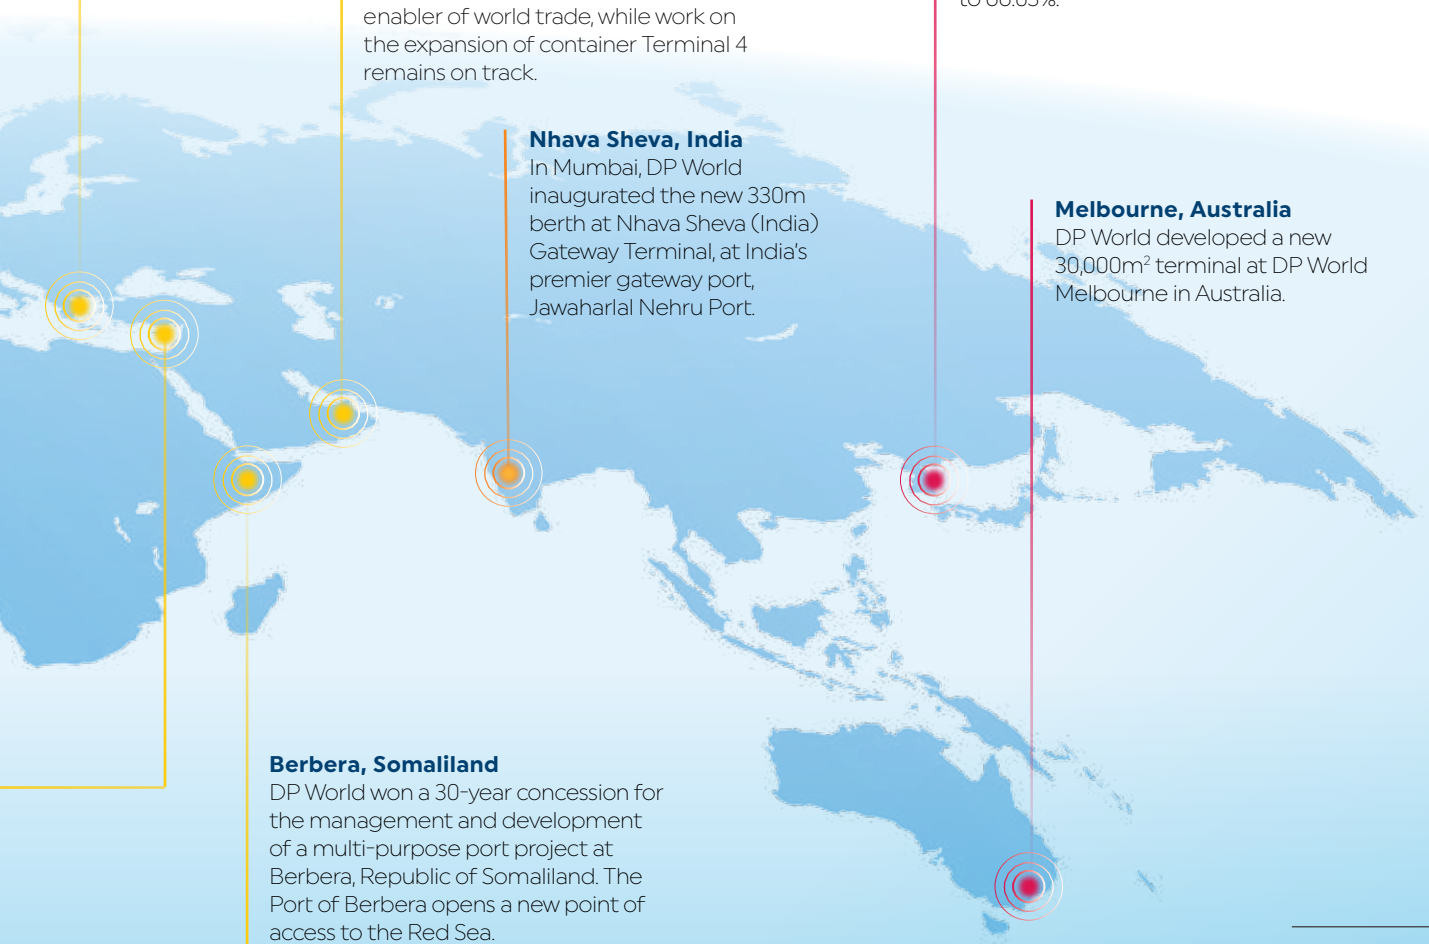 enabler of world trade, while work on
the expansion of container Terminal 4
remains on track.
Nhava Sheva, India
In Mumbai, DP World
inaugurated the new 330m
berth at Nhava Sheva (India)
Gateway Terminal, at India's
premier gateway port,
Jawaharlal Nehru Port.
Melbourne, Australia
DP World developed a new
30,000m² terminal at DP World
Melbourne in Australia.
Berbera, Somaliland
DP World won a 30-year concession for
the management and development
of a multi-purpose port project at
Berbera, Republic of Somaliland. The
Port of Berbera opens a new point of
access to the Red Sea.